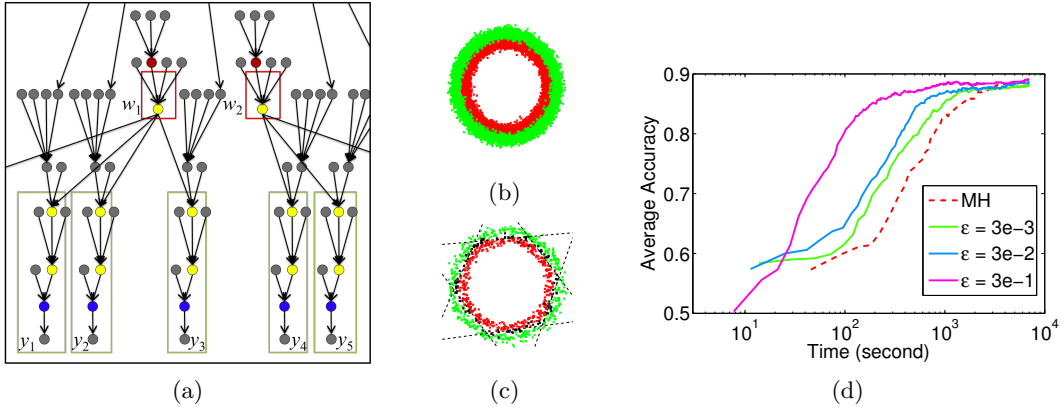 w1
w2
y1
y2
y3
y4
y5
(a)
(b)
(c)
0.9
0.8
0.7
0.6
0.5
Average Accuracy
MH
ε = 3e−3
ε = 3e−2
ε = 3e−1
10^1
10^2
10^3
10^4
Time (second)
(d)